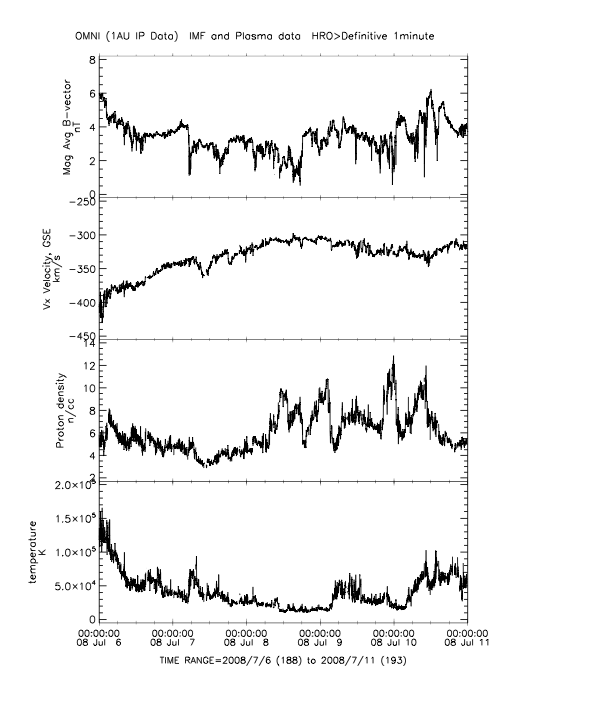 OMNI (1AU IP Data) IMF and Plasma data HRO>Definitive 1minute
Mag Avg B-vector
nT
8
6
4
2
0
Vx Velocity, GSE
km/s
-250
-300
-350
-400
-450
Proton density
n/cc
14
12
10
8
6
4
2
temperature
K
2.0×10⁵
1.5×10⁵
1.0×10⁵
5.0×10⁴
0
00:00:00 00:00:00 00:00:00 00:00:00 00:00:00 00:00:00
08 Jul 6 08 Jul 7 08 Jul 8 08 Jul 9 08 Jul 10 08 Jul 11
TIME RANGE=2008/7/6 (188) to 2008/7/11 (193)